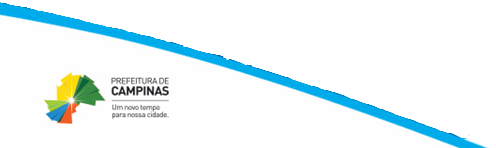 PREFEITURA DE
CAMPINAS
Um novo tempo
para nossa cidade.